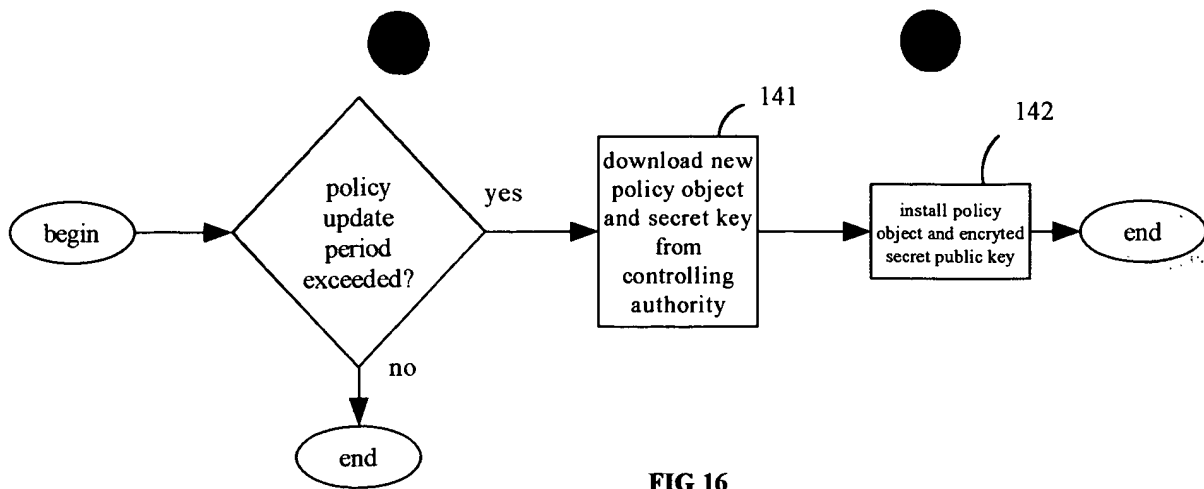 begin
policy
update
period
exceeded?
yes
no
end
141
download new
policy object
and secret key
from
controlling
authority
142
install policy
object and encryted
secret public key
end
FIG 16